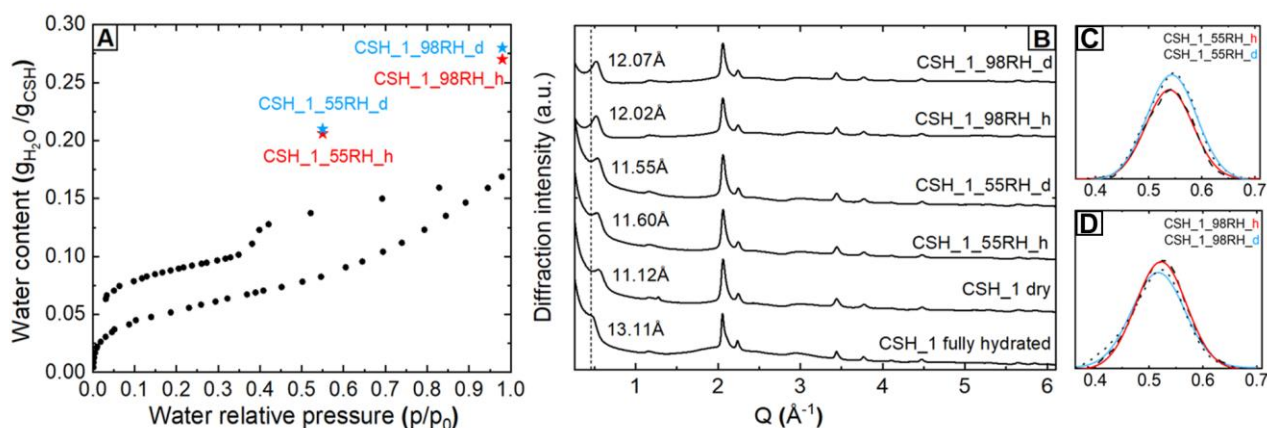 A
0.30
0.25
0.20
0.15
0.10
0.05
0.00
Water content (gH₂O /gCSH)
CSH_1_98RH_d
CSH_1_98RH_h
CSH_1_55RH_d
CSH_1_55RH_h
0.0 0.1 0.2 0.3 0.4 0.5 0.6 0.7 0.8 0.9 1.0
Water relative pressure (p/p₀)
B
Diffraction intensity (a.u.)
12.07Å CSH_1_98RH_d
12.02Å CSH_1_98RH_h
11.55Å CSH_1_55RH_d
11.60Å CSH_1_55RH_h
11.12Å CSH_1 dry
13.11Å CSH_1 fully hydrated
1 2 3 4 5 6
Q (Å⁻¹)
C
CSH_1_55RH_h
CSH_1_55RH_d
0.4 0.5 0.6 0.7
D
CSH_1_98RH_h
CSH_1_98RH_d
0.4 0.5 0.6 0.7